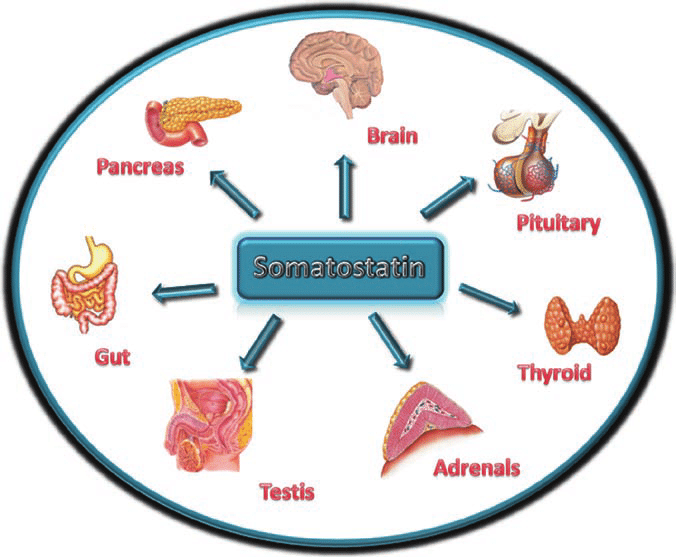 Brain
Pancreas
Pituitary
Somatostatin
Gut
Thyroid
Testis
Adrenals